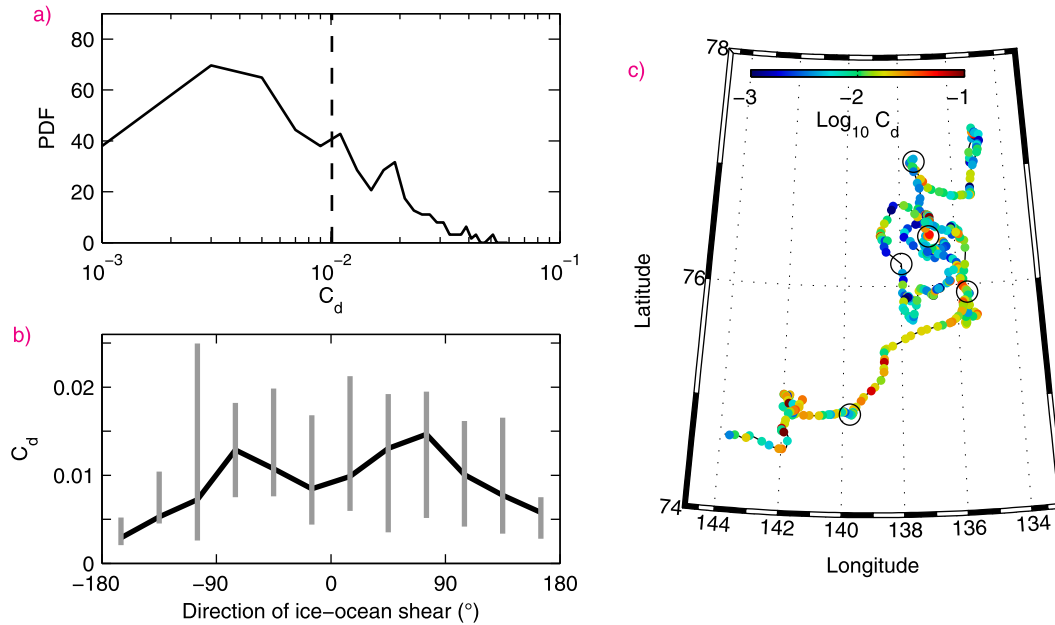 a)
80
60
40
20
0
PDF
10^-3
10^-2
10^-1
C_d
b)
0.02
0.01
0
C_d
−180
−90
0
90
180
Direction of ice−ocean shear (°)
c)
78
76
74
Latitude
−3
−2
−1
Log_10 C_d
144
142
140
138
136
134
Longitude